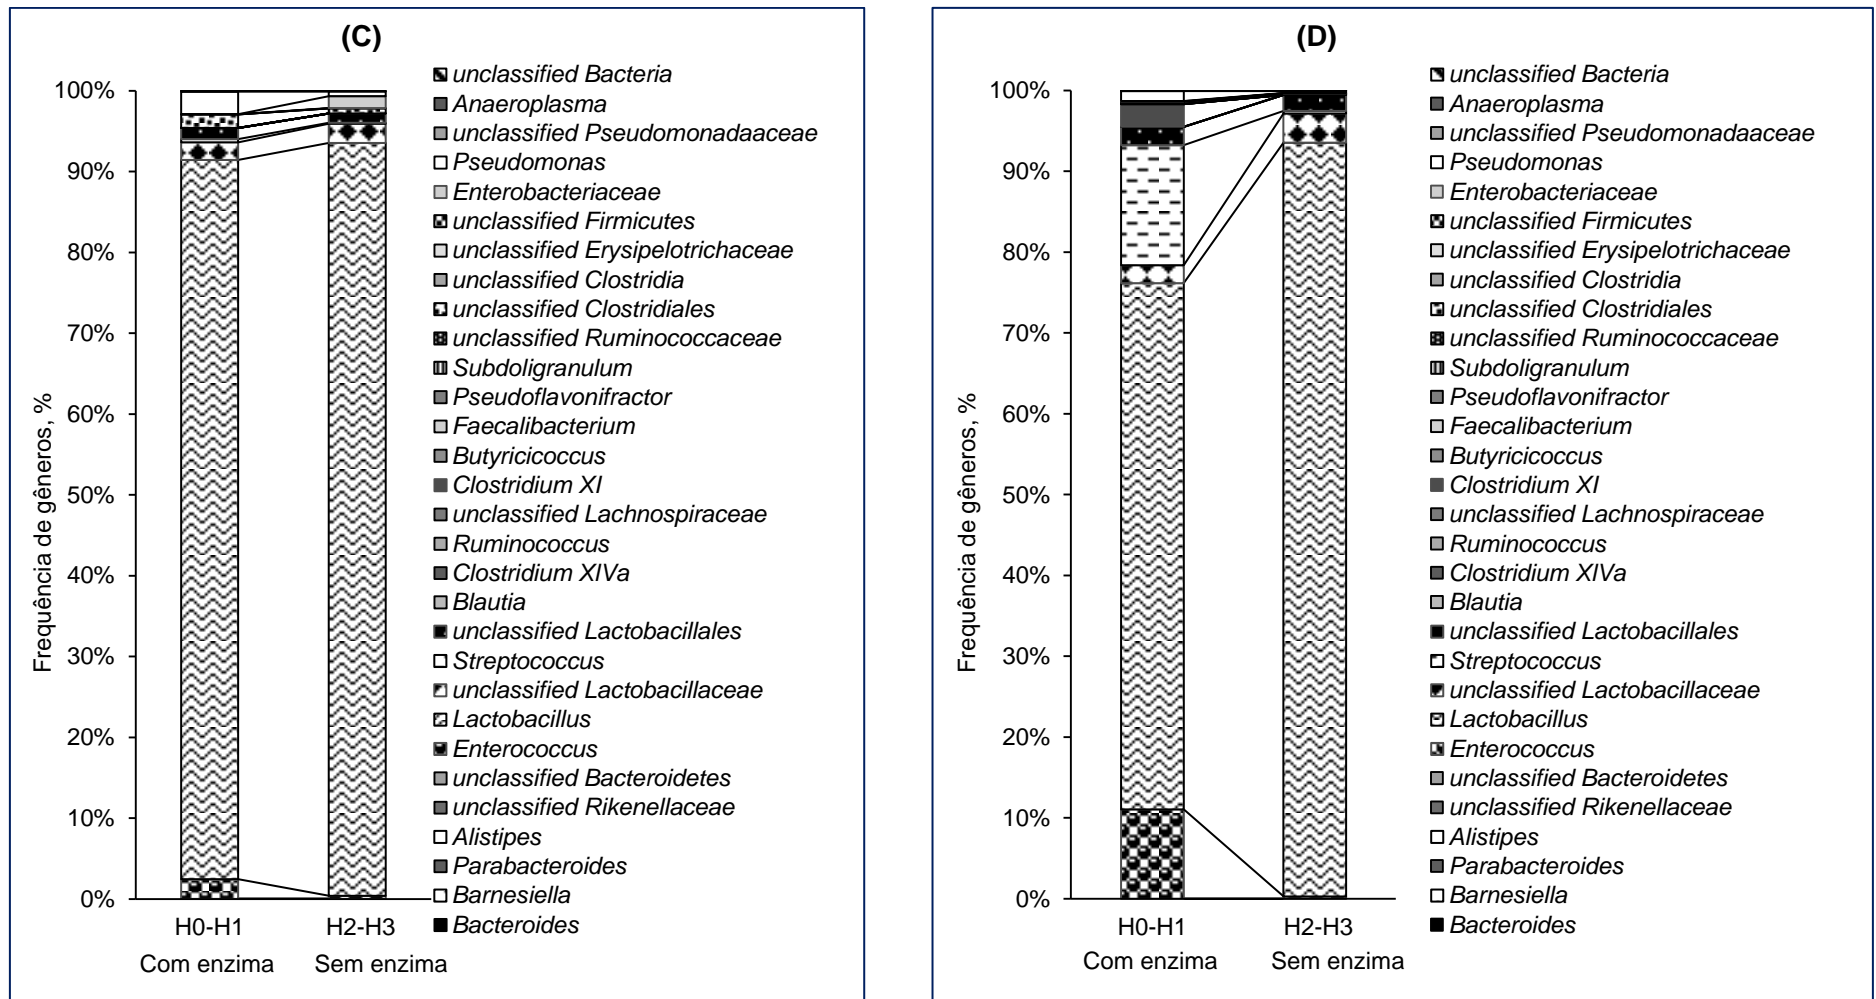 (C)
Frequência de gêneros, %
100%
90%
80%
70%
60%
50%
40%
30%
20%
10%
0%
H0-H1
H2-H3
Com enzima
Sem enzima
unclassified Bacteria
Anaeroplasma
unclassified Pseudomonadaaceae
Pseudomonas
Enterobacteriaceae
unclassified Firmicutes
unclassified Erysipelotrichaceae
unclassified Clostridia
unclassified Clostridiales
unclassified Ruminococcaceae
Subdoligranulum
Pseudoflavonifractor
Faecalibacterium
Butyricicoccus
Clostridium XI
unclassified Lachnospiraceae
Ruminococcus
Clostridium XlVa
Blautia
unclassified Lactobacillales
Streptococcus
unclassified Lactobacillaceae
Lactobacillus
Enterococcus
unclassified Bacteroidetes
unclassified Rikenellaceae
Alistipes
Parabacteroides
Barnesiella
Bacteroides
(D)
Frequência de gêneros, %
100%
90%
80%
70%
60%
50%
40%
30%
20%
10%
0%
H0-H1
H2-H3
Com enzima
Sem enzima
unclassified Bacteria
Anaeroplasma
unclassified Pseudomonadaaceae
Pseudomonas
Enterobacteriaceae
unclassified Firmicutes
unclassified Erysipelotrichaceae
unclassified Clostridia
unclassified Clostridiales
unclassified Ruminococcaceae
Subdoligranulum
Pseudoflavonifractor
Faecalibacterium
Butyricicoccus
Clostridium XI
unclassified Lachnospiraceae
Ruminococcus
Clostridium XlVa
Blautia
unclassified Lactobacillales
Streptococcus
unclassified Lactobacillaceae
Lactobacillus
Enterococcus
unclassified Bacteroidetes
unclassified Rikenellaceae
Alistipes
Parabacteroides
Barnesiella
Bacteroides